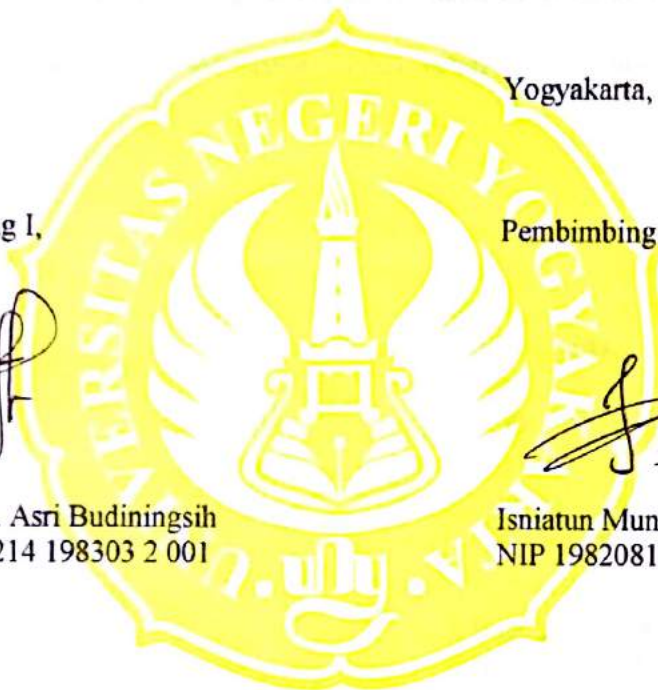 Yogyakarta,
g I,
Pembimbing
Asri Budiningsih
214 198303 2 001
Isniatun Mun
NIP 1982081
UNIVERSITAS NEGERI YOGYAKARTA
uny